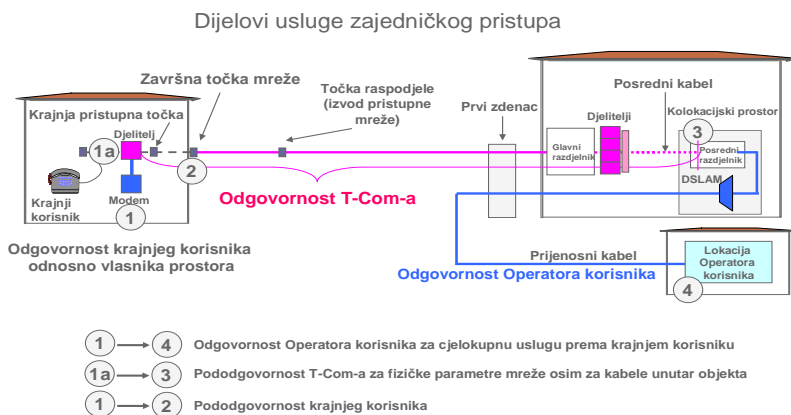 Dijelovi usluge zajedničkog pristupa
Završna točka mreže
Krajnja pristupna točka
Djelitelj
1a
Krajnji
korisnik
Modem
1
2
Točka raspodjele
(izvod pristupne
mreže)
Odgovornost T-Com-a
Odgovornost krajnjeg korisnika
odnosno vlasnika prostora
Prvi zdenac
Glavni
razdjelnik
Djelitelji
Posredni kabel
Kolokacijski prostor
3
Posredni
razdjelnik
DSLAM
Prijenosni kabel
Odgovornost Operatora korisnika
Lokacija
Operatora
korisnika
4
1 4 Odgovornost Operatora korisnika za cjelokupnu uslugu prema krajnjem korisniku
1a 3 Pododgovornost T-Com-a za fizičke parametre mreže osim za kabele unutar objekta
1 2 Pododgovornost krajnjeg korisnika